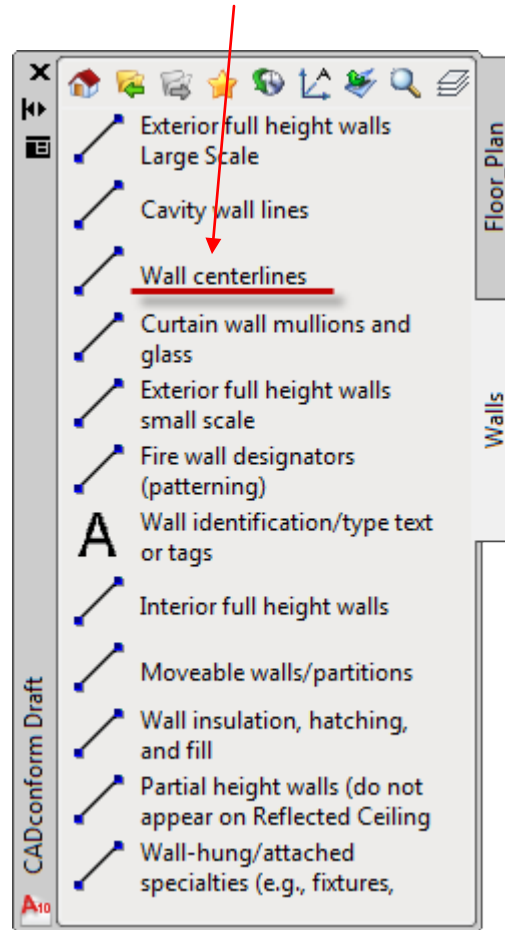 Exterior full height walls
Large Scale
Cavity wall lines
Wall centerlines
Curtain wall mullions and
glass
Exterior full height walls
small scale
Fire wall designators
(patterning)
A
Wall identification/type text
or tags
Interior full height walls
Moveable walls/partitions
Wall insulation, hatching,
and fill
Partial height walls (do not
appear on Reflected Ceiling
Wall-hung/attached
specialties (e.g., fixtures,
Floor_Plan
Walls
CADconform Draft
A10